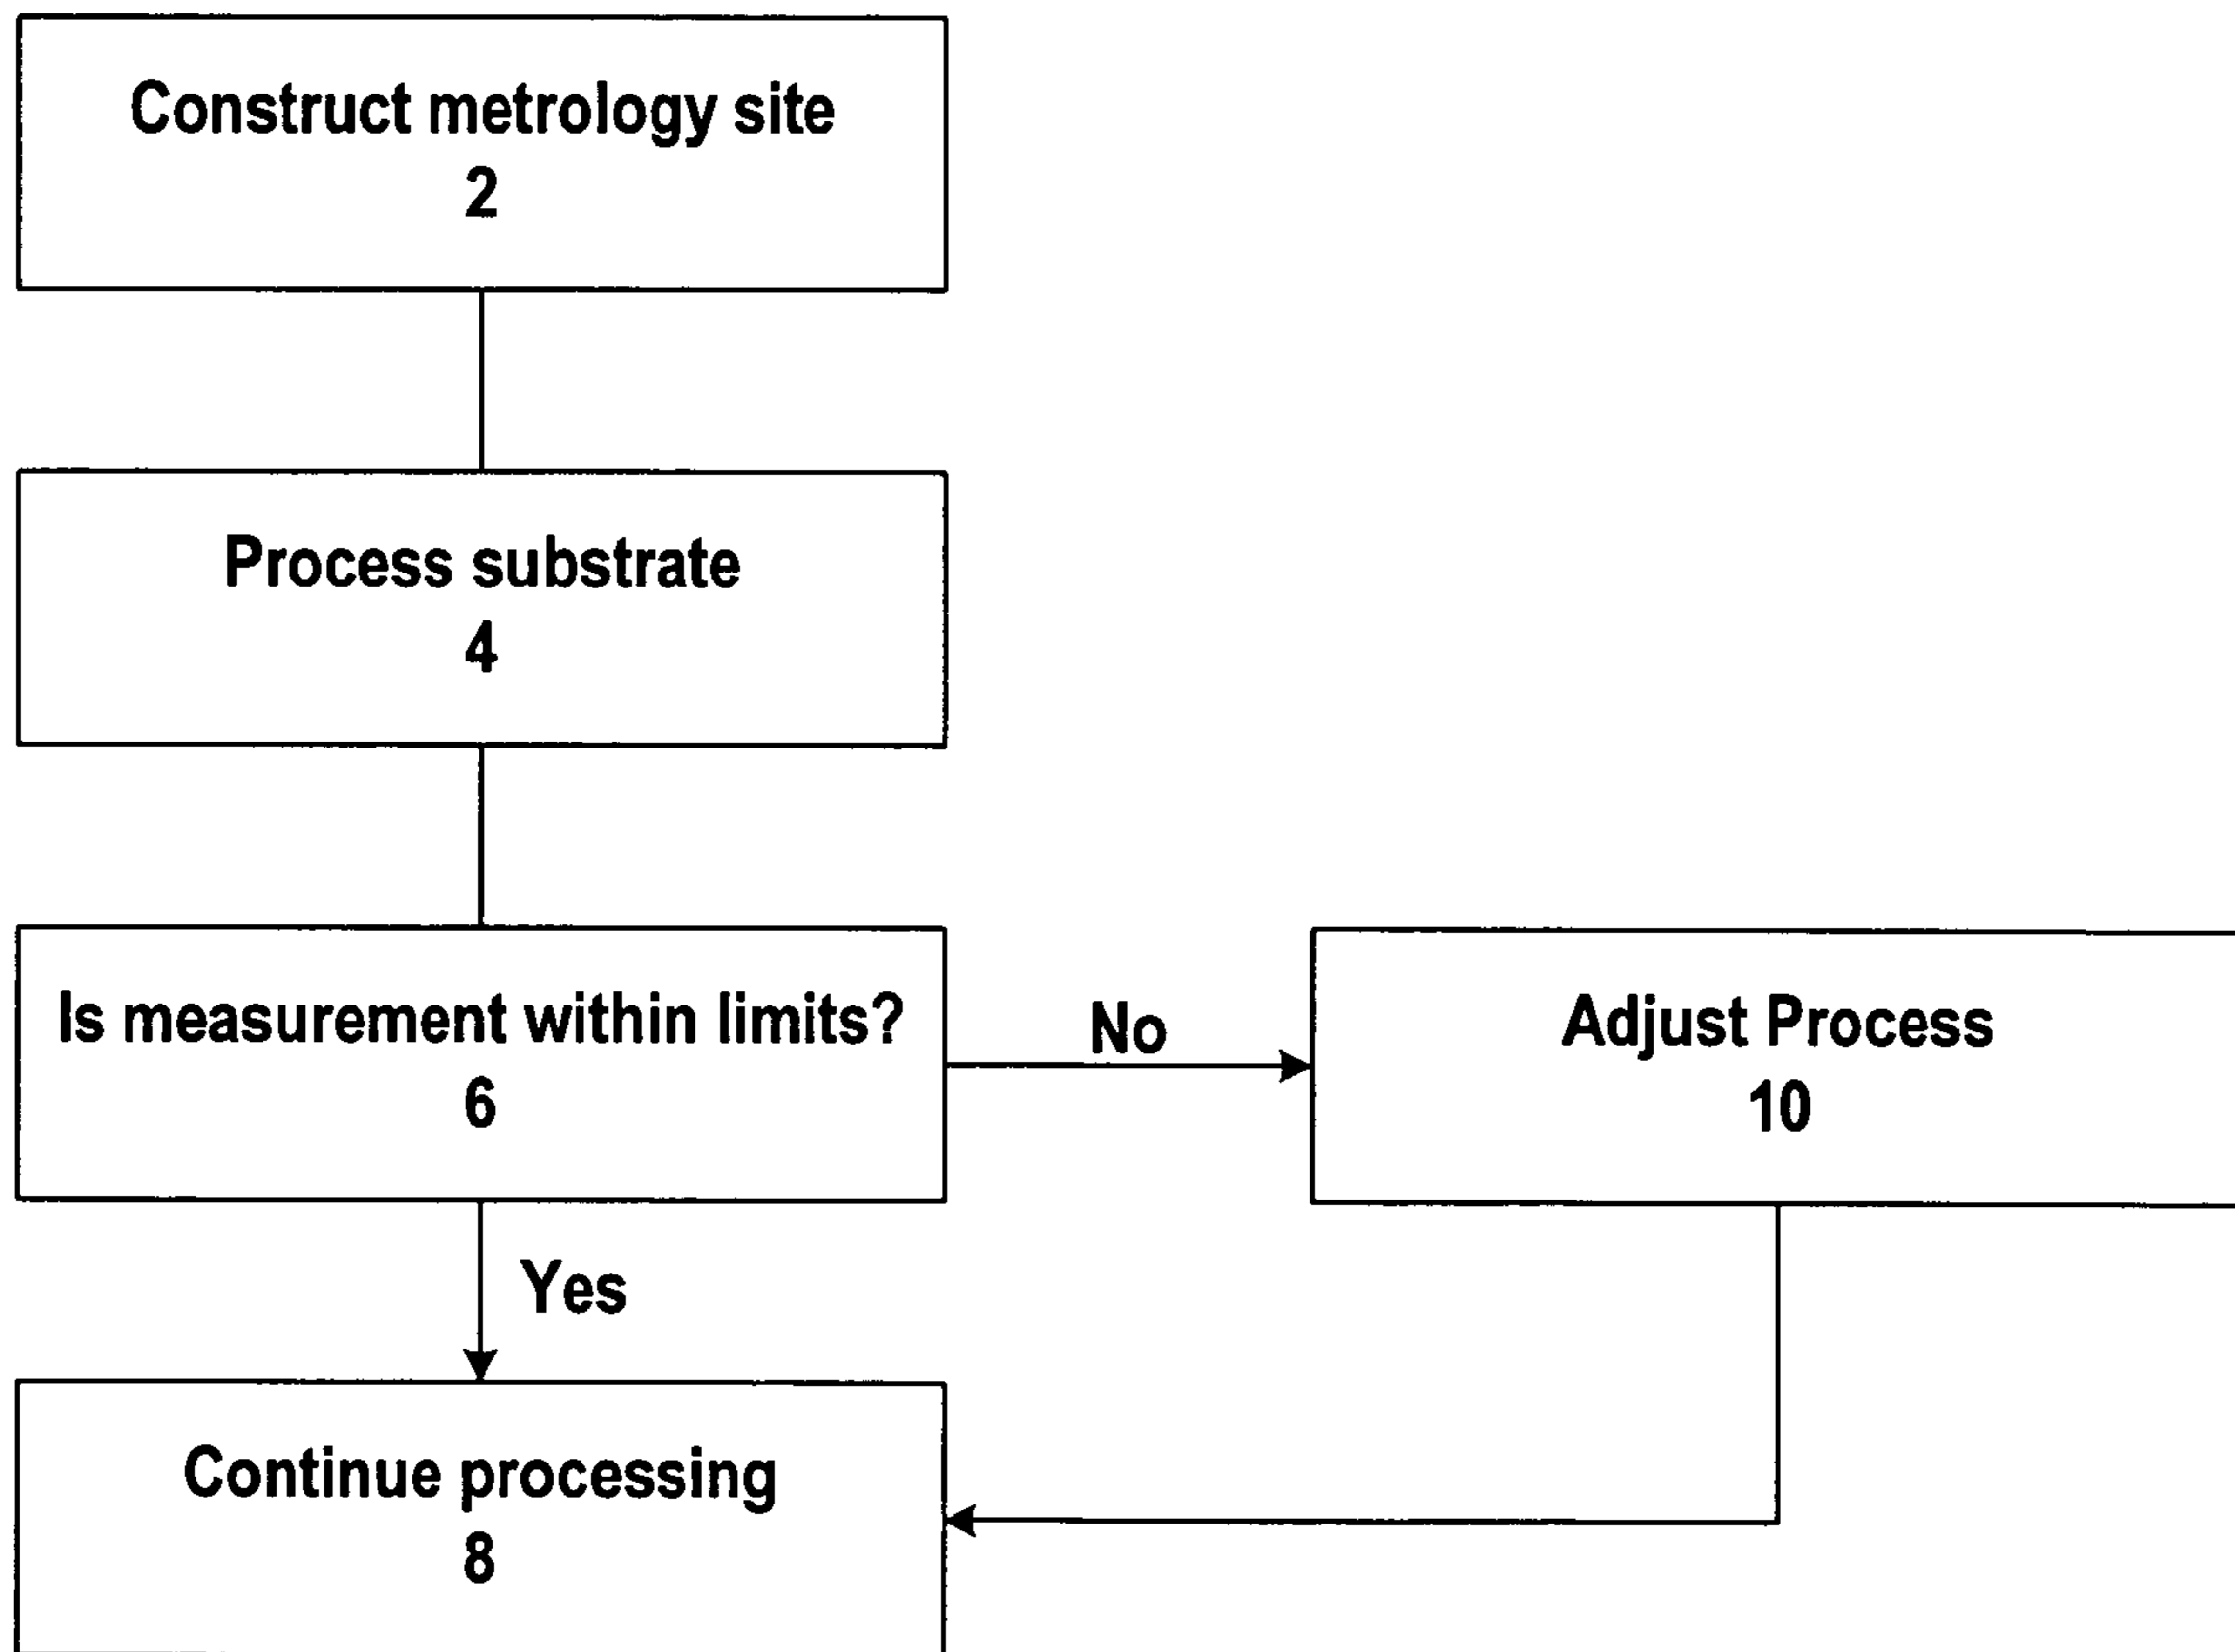 Construct metrology site
2
Process substrate
4
Is measurement within limits?
6
No
Adjust Process
10
Yes
Continue processing
8